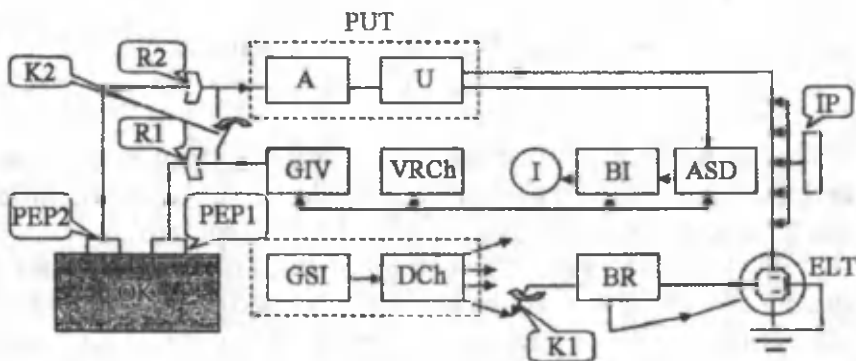 PUT
R2
K2
A
U
IP
R1
GIV
VRCh
I
BI
ASD
PEP2
PEP1
OK
GSI
DCh
BR
ELT
K1